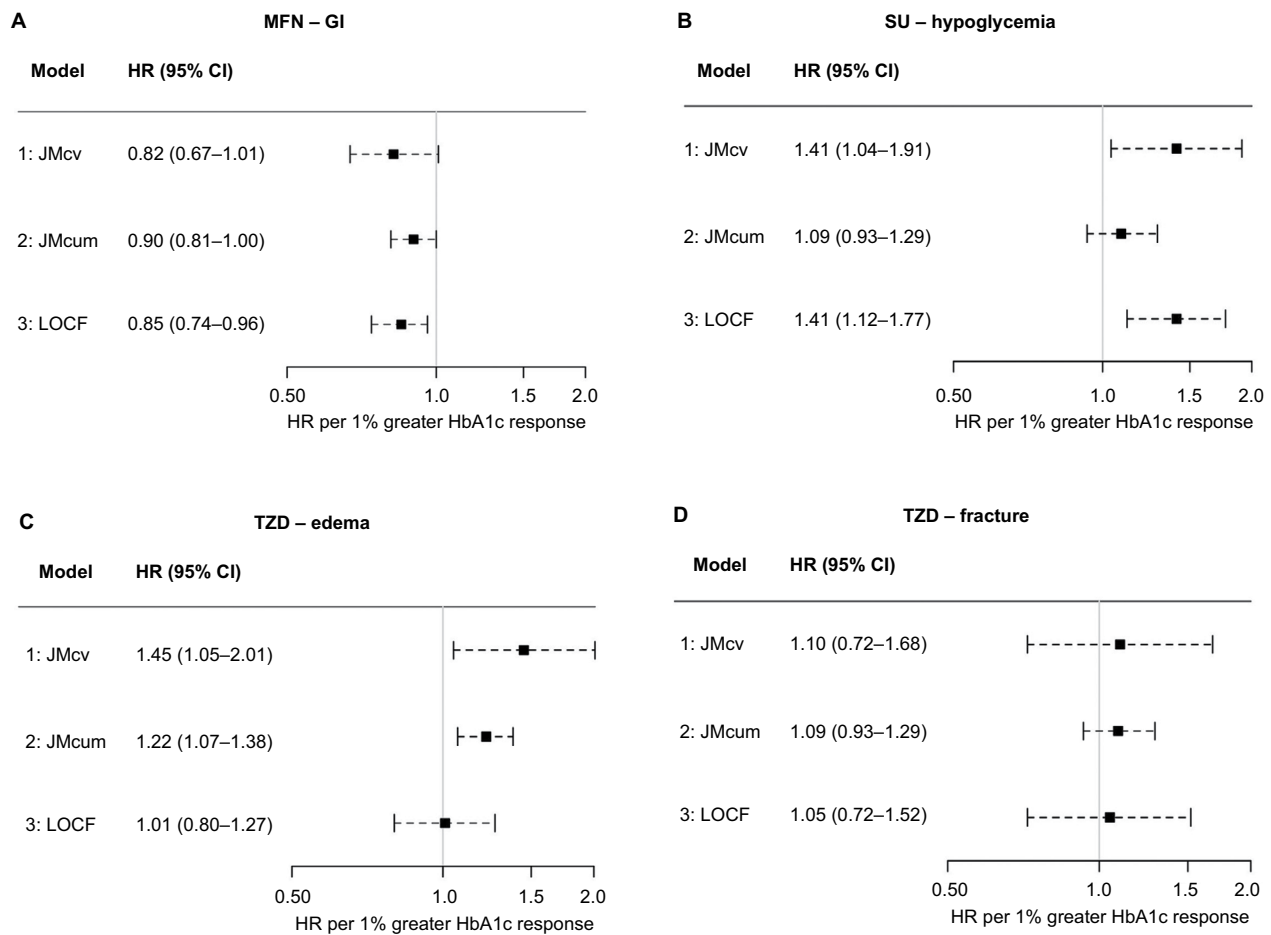 A
MFN – GI
Model HR (95% CI)
1: JMcv 0.82 (0.67–1.01)
2: JMcum 0.90 (0.81–1.00)
3: LOCF 0.85 (0.74–0.96)
0.50 1.0 1.5 2.0
HR per 1% greater HbA1c response
B
SU – hypoglycemia
Model HR (95% CI)
1: JMcv 1.41 (1.04–1.91)
2: JMcum 1.09 (0.93–1.29)
3: LOCF 1.41 (1.12–1.77)
0.50 1.0 1.5 2.0
HR per 1% greater HbA1c response
C
TZD – edema
Model HR (95% CI)
1: JMcv 1.45 (1.05–2.01)
2: JMcum 1.22 (1.07–1.38)
3: LOCF 1.01 (0.80–1.27)
0.50 1.0 1.5 2.0
HR per 1% greater HbA1c response
D
TZD – fracture
Model HR (95% CI)
1: JMcv 1.10 (0.72–1.68)
2: JMcum 1.09 (0.93–1.29)
3: LOCF 1.05 (0.72–1.52)
0.50 1.0 1.5 2.0
HR per 1% greater HbA1c response